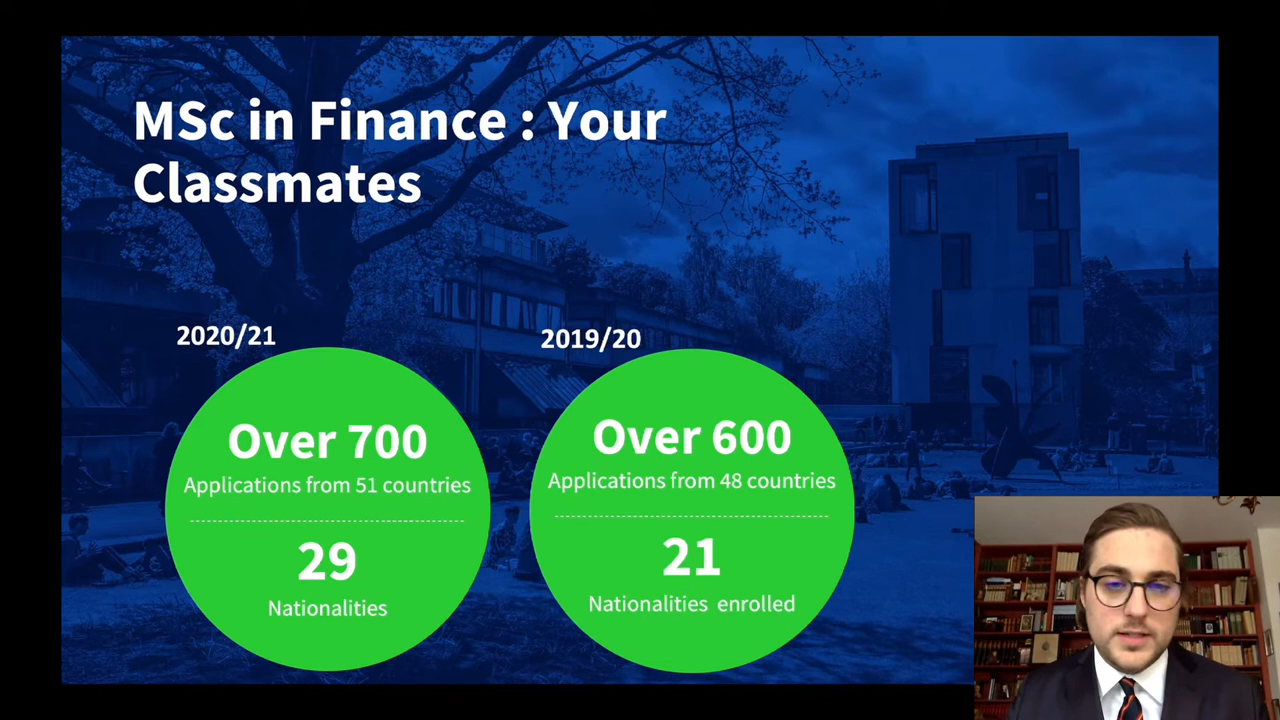 MSc in Finance : Your
Classmates
2020/21
Over 700
Applications from 51 countries
29
Nationalities
2019/20
Over 600
Applications from 48 countries
21
Nationalities enrolled